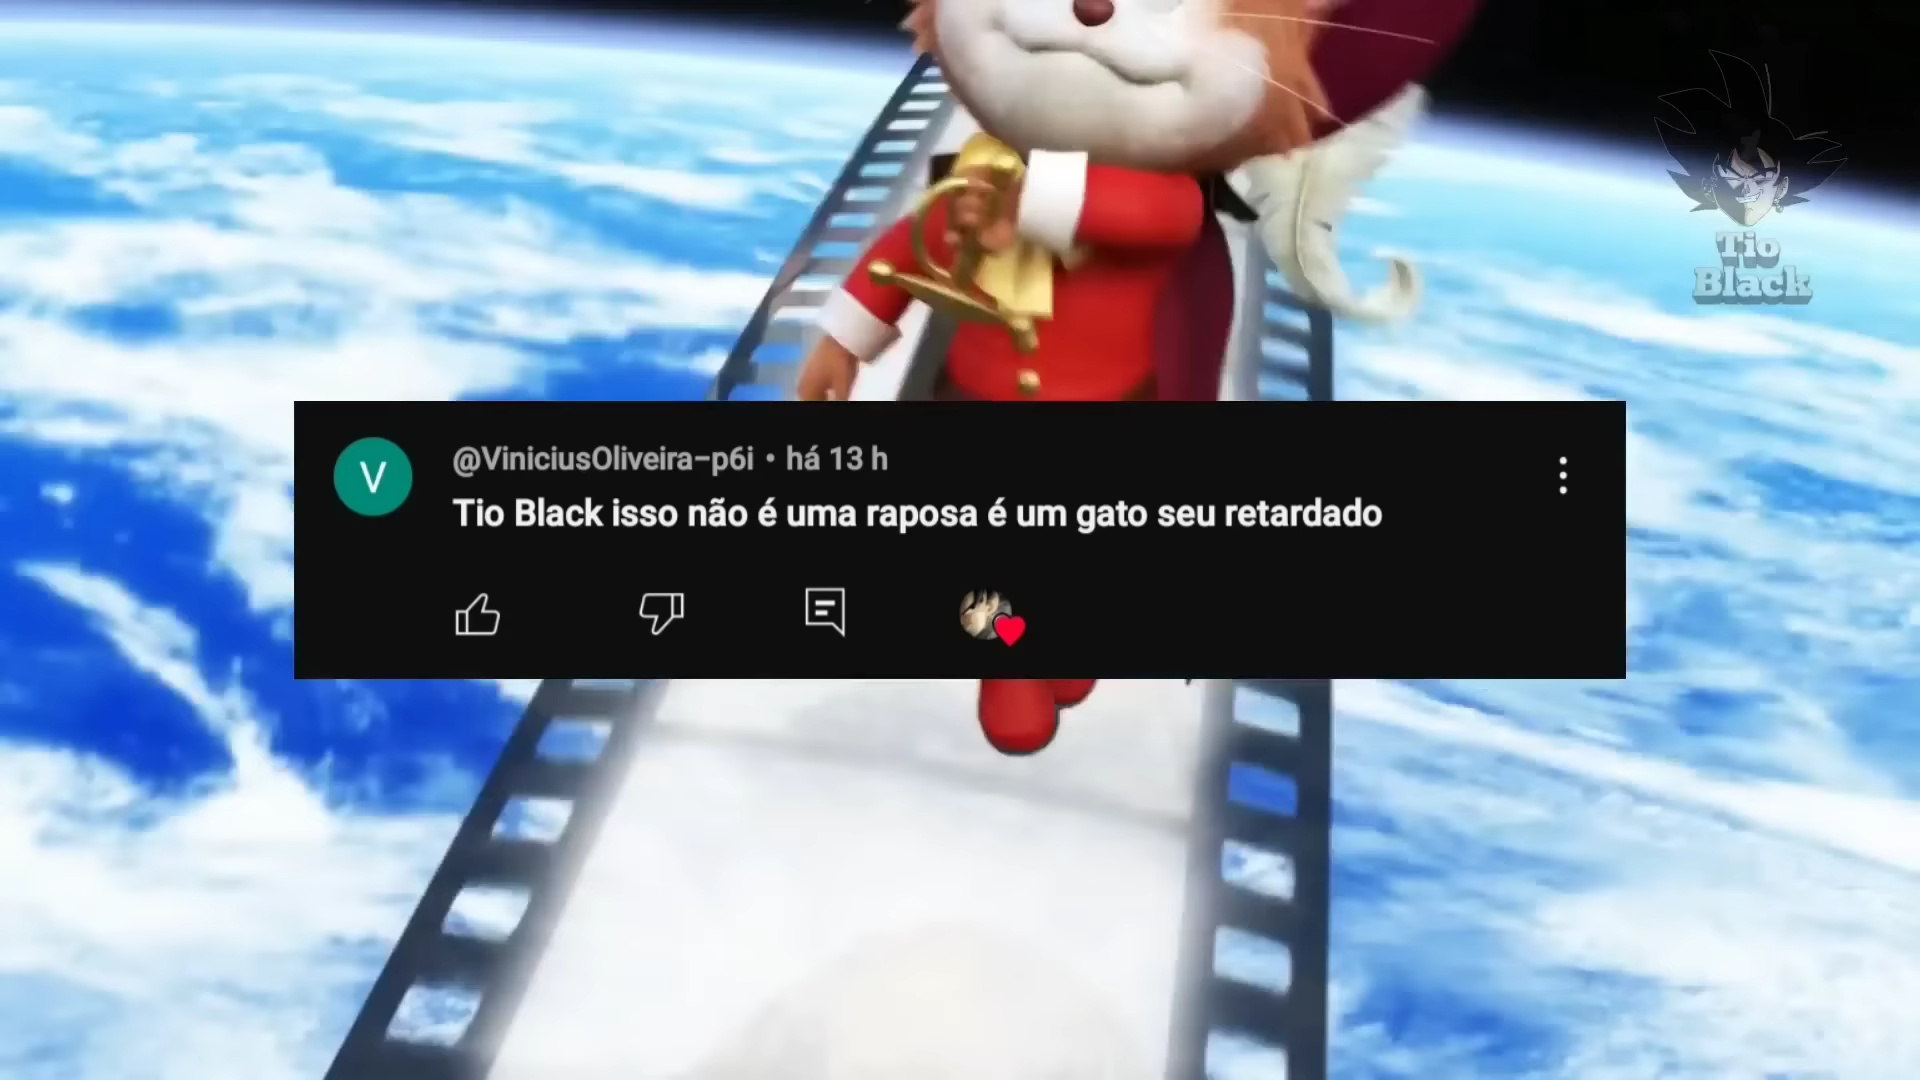 Tio
Black
V
@ViniciusOliveira-p6i • há 13 h
Tio Black isso não é uma raposa é um gato seu retardado